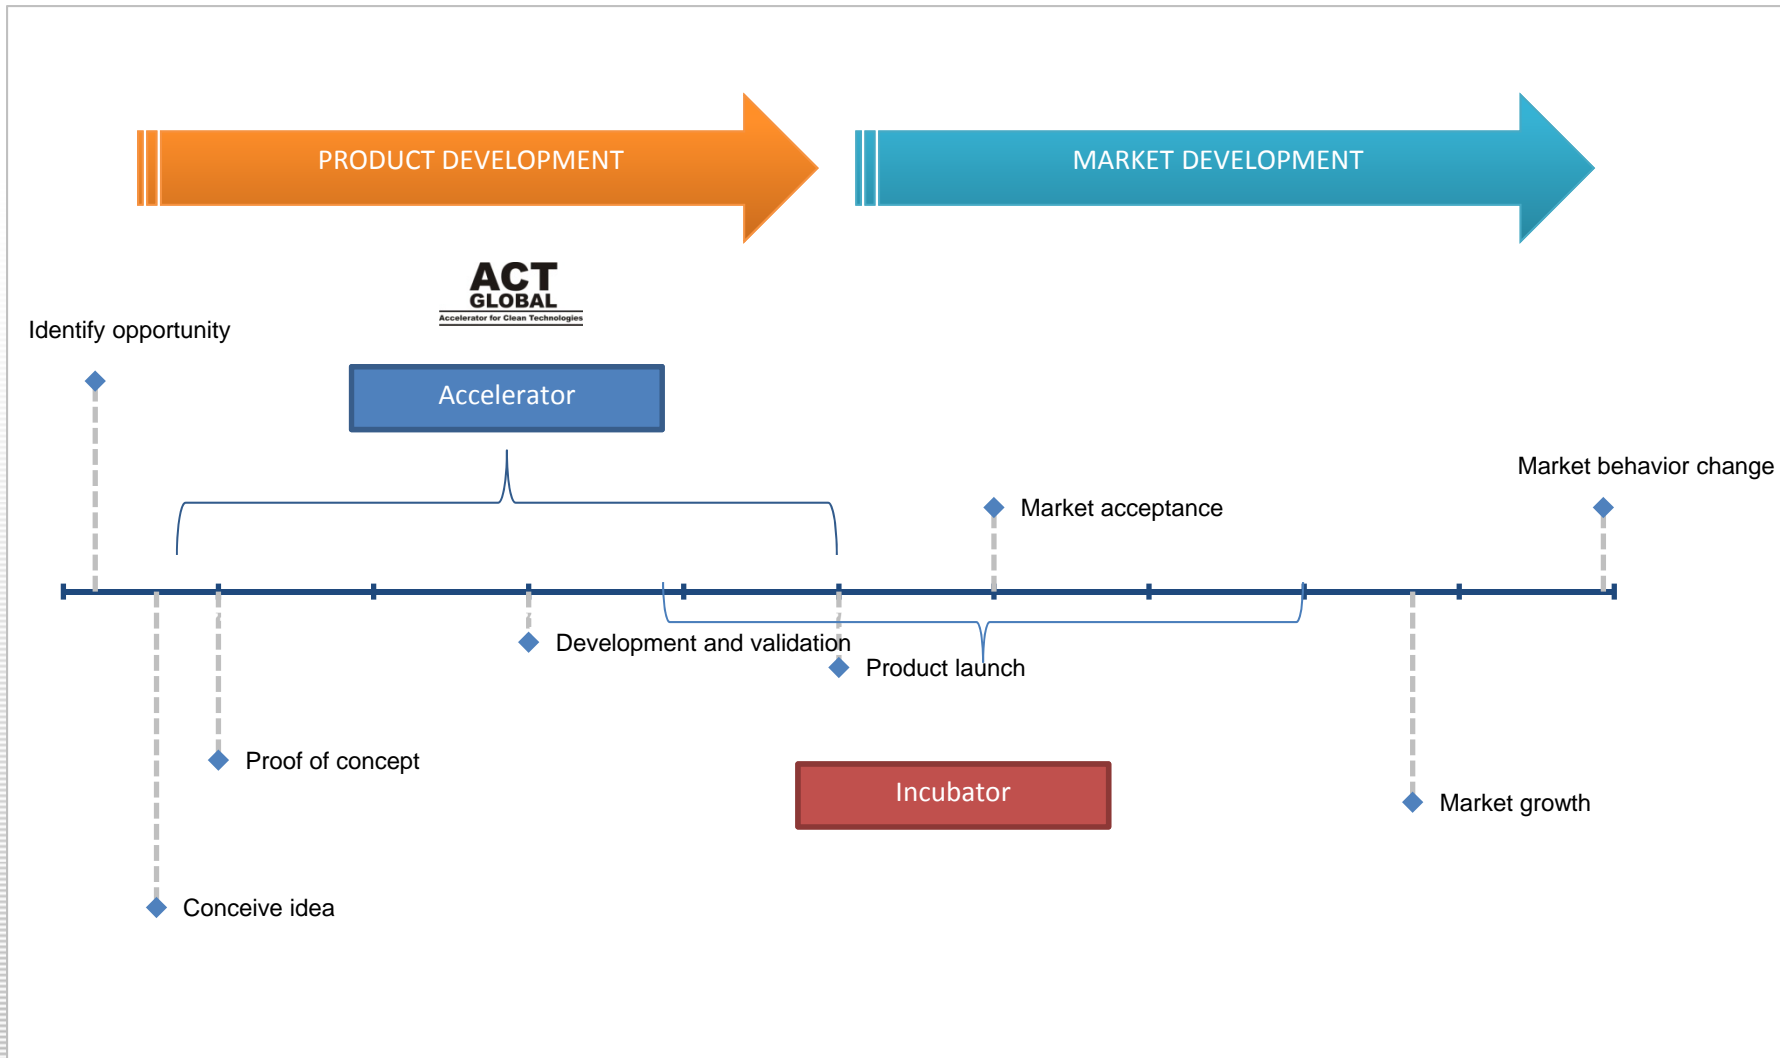 PRODUCT DEVELOPMENT
MARKET DEVELOPMENT
ACT
GLOBAL
Accelerator for Clean Technologies
Identify opportunity
Accelerator
Market behavior change
Market acceptance
Development and validation
Product launch
Proof of concept
Incubator
Market growth
Conceive idea